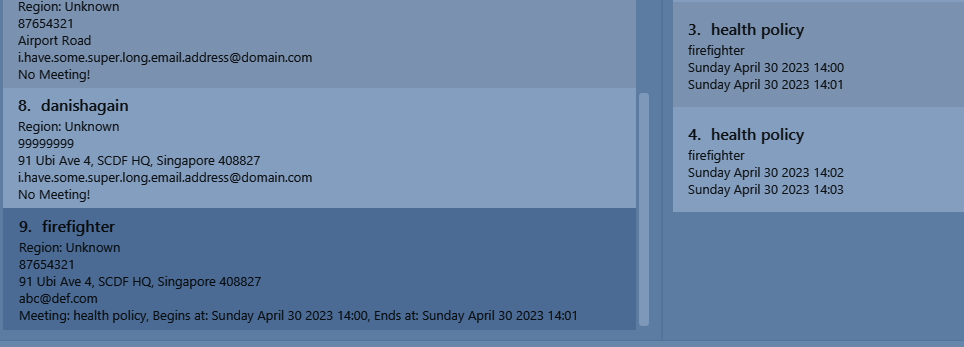 Region: Unknown
87654321
Airport Road
i.have.some.super.long.email.address@domain.com
No Meeting!
8. danishagain
Region: Unknown
99999999
91 Ubi Ave 4, SCDF HQ, Singapore 408827
i.have.some.super.long.email.address@domain.com
No Meeting!
9. firefighter
Region: Unknown
87654321
91 Ubi Ave 4, SCDF HQ, Singapore 408827
abc@def.com
Meeting: health policy, Begins at: Sunday April 30 2023 14:00, Ends at: Sunday April 30 2023 14:01
3. health policy
firefighter
Sunday April 30 2023 14:00
Sunday April 30 2023 14:01
4. health policy
firefighter
Sunday April 30 2023 14:02
Sunday April 30 2023 14:03